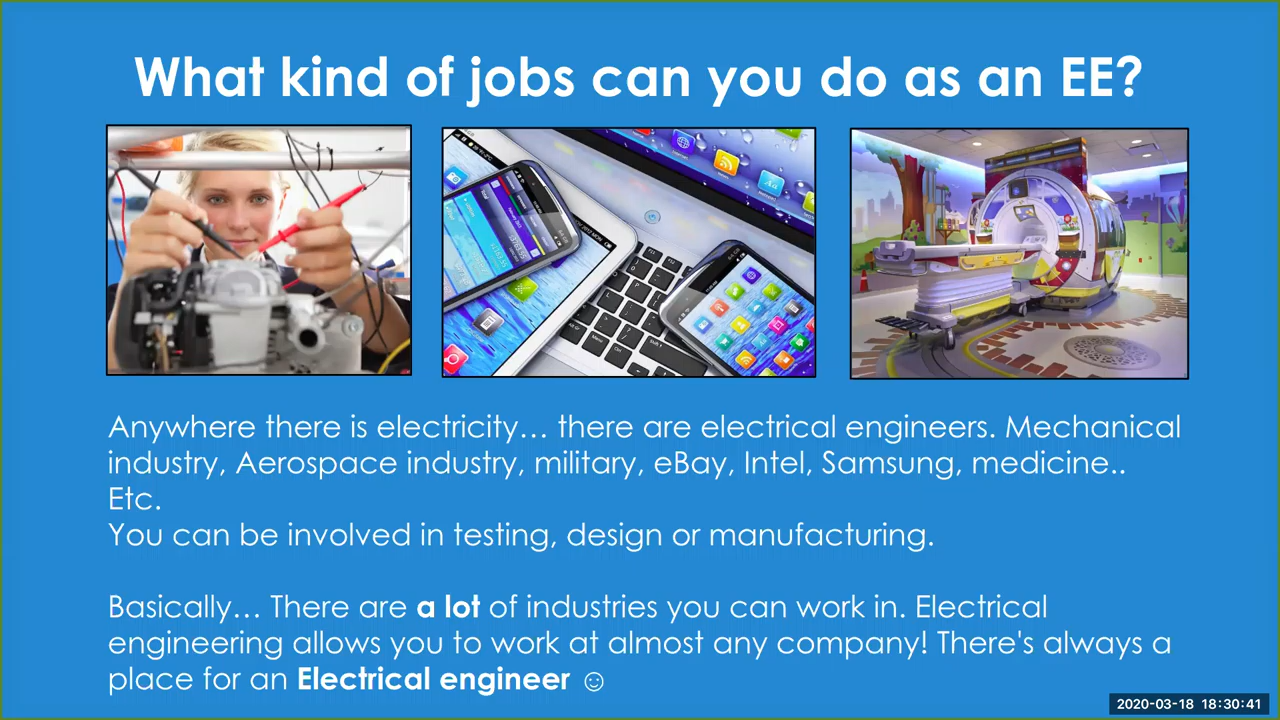 What kind of jobs can you do as an EE?
Anywhere there is electricity… there are electrical engineers. Mechanical
industry, Aerospace industry, military, eBay, Intel, Samsung, medicine..
Etc.
You can be involved in testing, design or manufacturing.
Basically… There are a lot of industries you can work in. Electrical
engineering allows you to work at almost any company! There's always a
place for an Electrical engineer ☺
2020-03-18 18:30:41